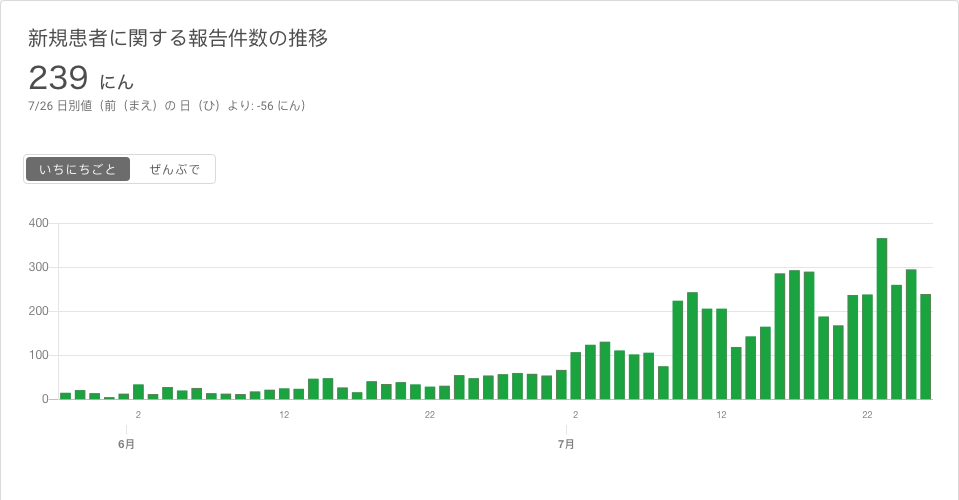 新規患者に関する報告件数の推移
239 にん
7/26 日別値（前（まえ）の 日（ひ）より: -56 にん）
いちにちごと ぜんぶで
400
300
200
100
0
2 12 22 2 12 22
6月 7月